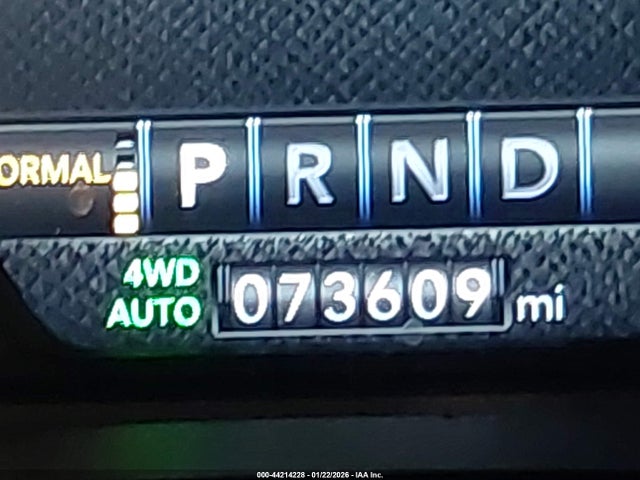 ORMAL P R N D
4WD
AUTO 073609 mi
000-44214228 - 01/22/2026 - IAA Inc.